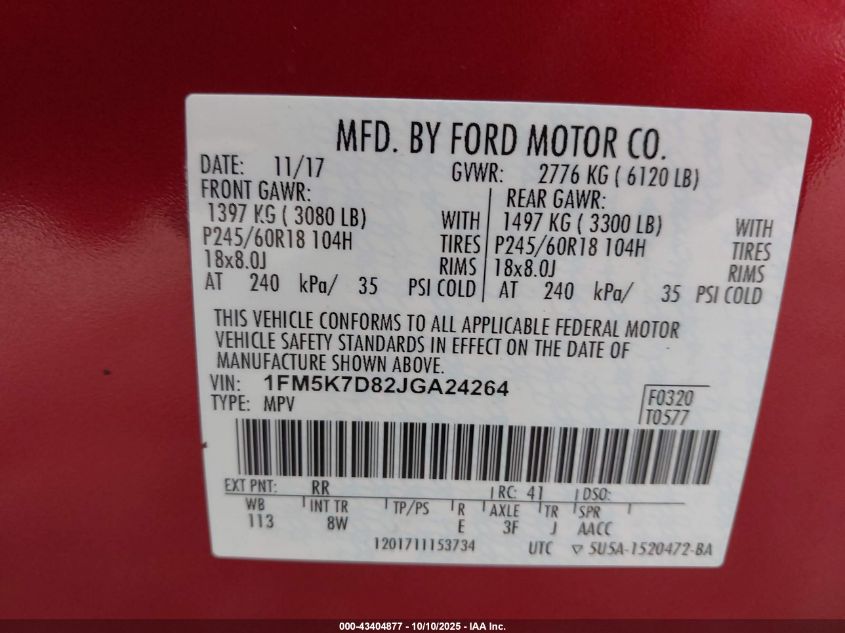 MFD. BY FORD MOTOR CO.
DATE: 11/17 GVWR: 2776 KG ( 6120 LB)
FRONT GAWR: REAR GAWR:
1397 KG ( 3080 LB) WITH 1497 KG ( 3300 LB) WITH
P245/60R18 104H TIRES P245/60R18 104H TIRES
18x8.0J RIMS 18x8.0J RIMS
AT 240 kPa/ 35 PSI COLD AT 240 kPa/ 35 PSI COLD
THIS VEHICLE CONFORMS TO ALL APPLICABLE FEDERAL MOTOR
VEHICLE SAFETY STANDARDS IN EFFECT ON THE DATE OF
MANUFACTURE SHOWN ABOVE.
VIN: 1FM5K7D82JGA24264
TYPE: MPV
F0320
T0577
EXT PNT: RR RC: 41 DSO:
WB INT TR TP/PS R AXLE TR SPR
113 8W E 3F J AACC
1201711153734 UTC ▽ 5U5A-1520472-BA
000-43404877 - 10/10/2025 - IAA Inc.